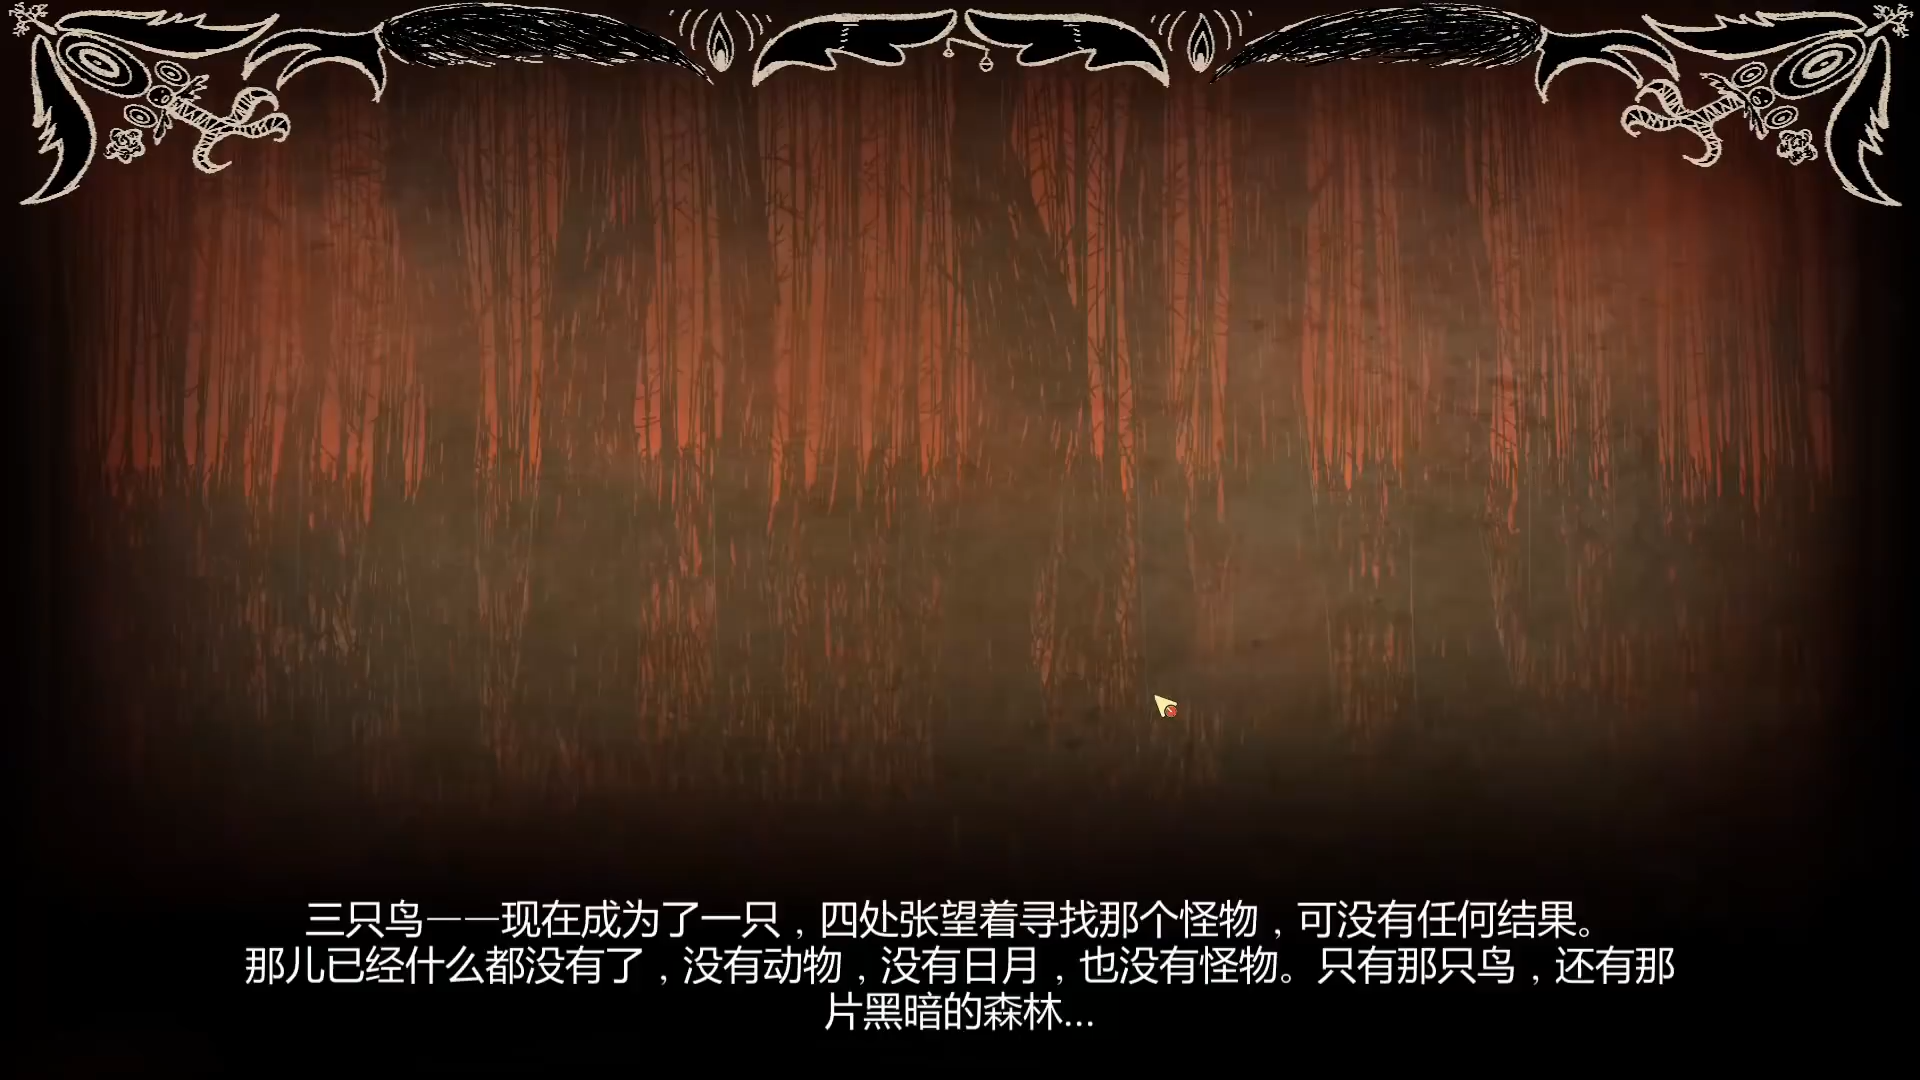 三只鸟——现在成为了一只，四处张望着寻找那个怪物，可没有任何结果。
那儿已经什么都没有了，没有动物，没有日月，也没有怪物。只有那只鸟，还有那
片黑暗的森林...